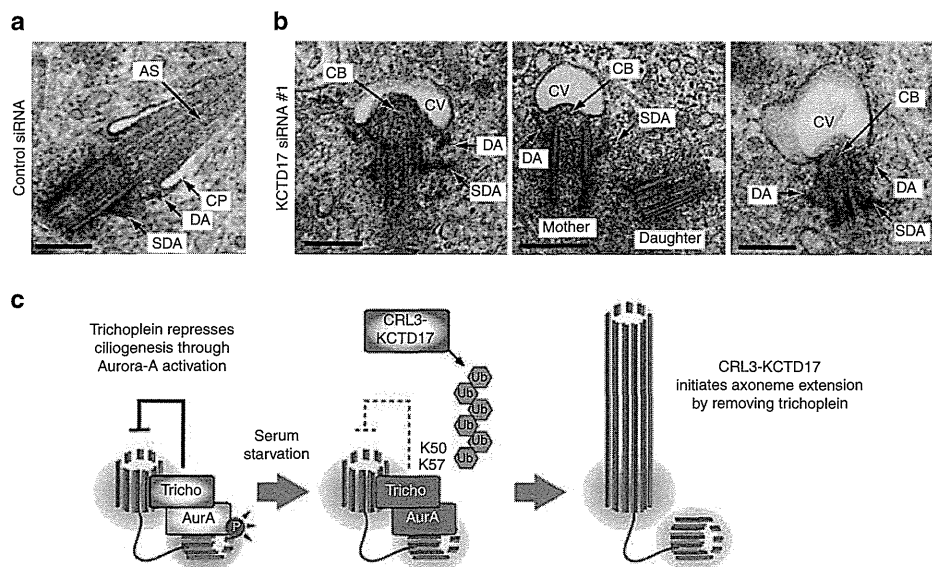 a
Control siRNA
AS
CP
DA
SDA
b
KCTD17 siRNA #1
CB
CV
DA
SDA
CB
CV
SDA
DA
Mother
Daughter
CB
CV
DA
DA
SDA
c
Trichoplein represses
ciliogenesis through
Aurora-A activation
Tricho
AurA
P
Serum
starvation
CRL3-
KCTD17
Ub
Ub
Ub
Ub
Ub
Ub
K50
K57
Tricho
AurA
CRL3-KCTD17
initiates axoneme extension
by removing trichoplein